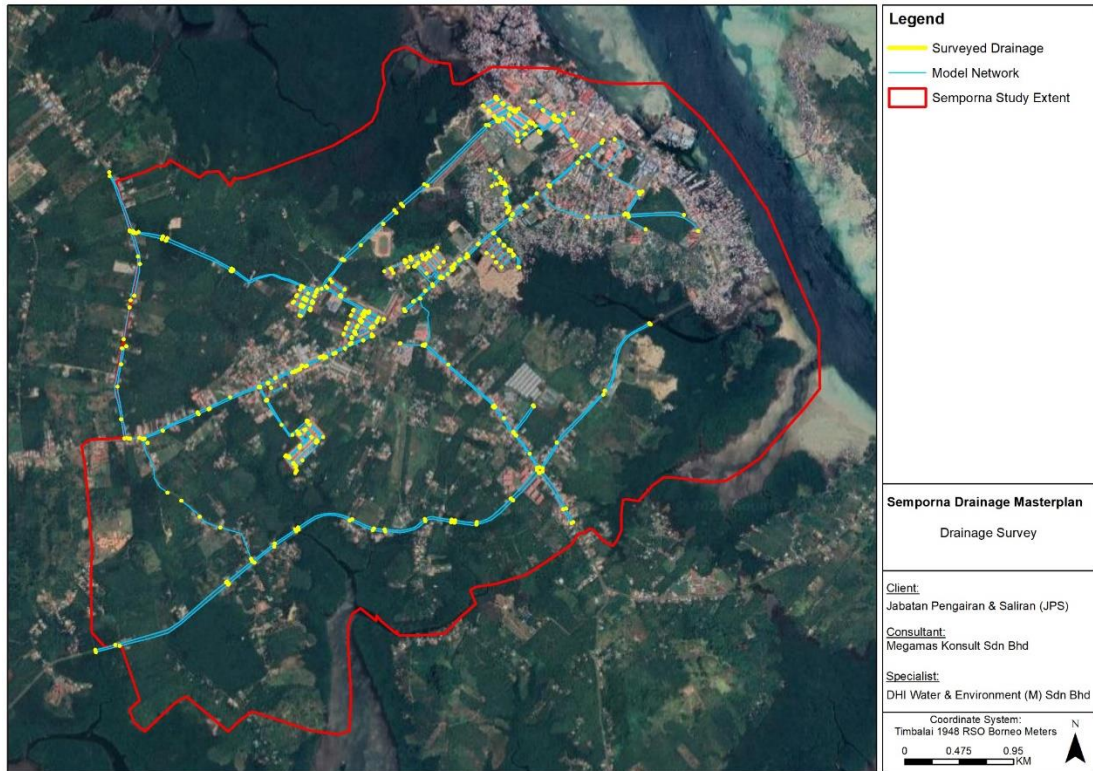 Legend
Surveyed Drainage
Model Network
Semporna Study Extent
Semporna Drainage Masterplan
Drainage Survey
Client:
Jabatan Pengairan & Saliran (JPS)
Consultant:
Megamas Konsult Sdn Bhd
Specialist:
DHI Water & Environment (M) Sdn Bhd
Coordinate System:
Timbalai 1948 RSO Borneo Meters
N
0 0.475 0.95
KM